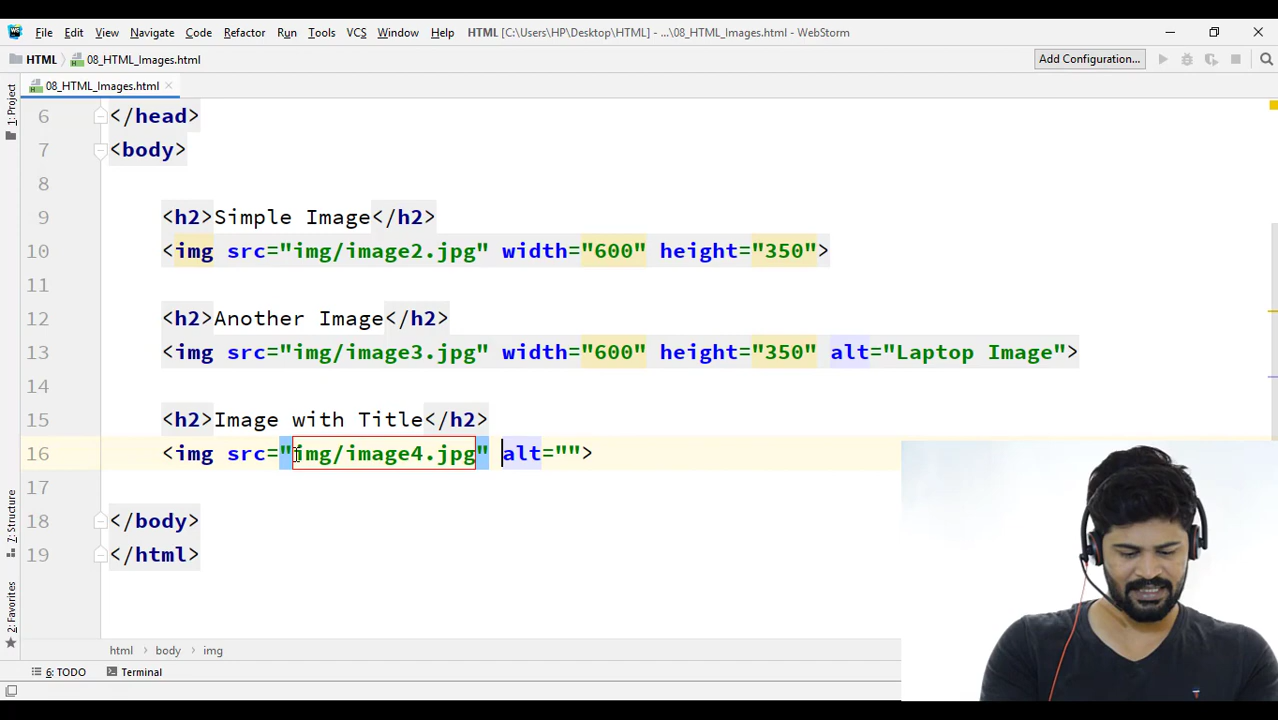 WS File Edit View Navigate Code Refactor Run Tools VCS Window Help HTML [C:\Users\HP\Desktop\HTML] - ...\08_HTML_Images.html - WebStorm
HTML 08_HTML_Images.html Add Configuration...
08_HTML_Images.html
1: Project
7: Structure
2: Favorites
6 </head>
7 <body>
8
9 <h2>Simple Image</h2>
10 <img src="img/image2.jpg" width="600" height="350">
11
12 <h2>Another Image</h2>
13 <img src="img/image3.jpg" width="600" height="350" alt="Laptop Image">
14
15 <h2>Image with Title</h2>
16 <img src="img/image4.jpg" alt="">
17
18 </body>
19 </html>
html body img
6: TODO Terminal